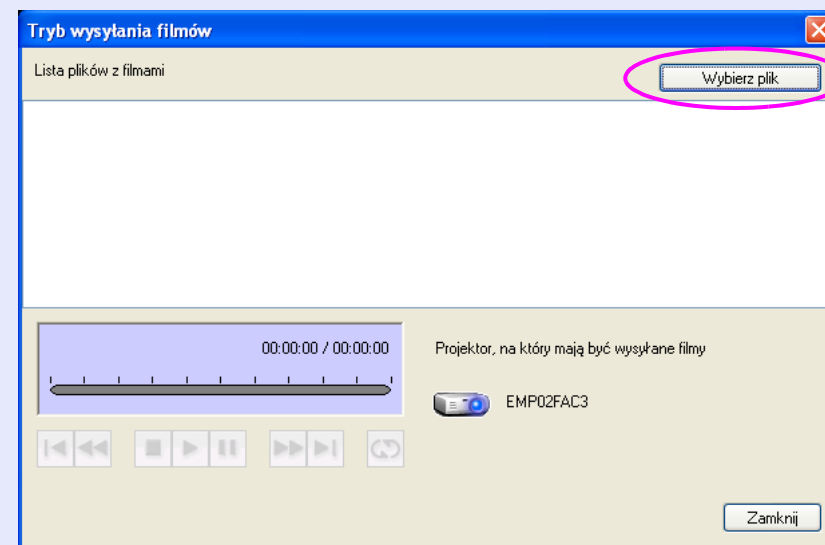 Tryb wysyłania filmów
Lista plików z filmami
Wybierz plik
00:00:00 / 00:00:00
Projektor, na który mają być wysyłkane filmy
EMP02FAC3
Zamknij